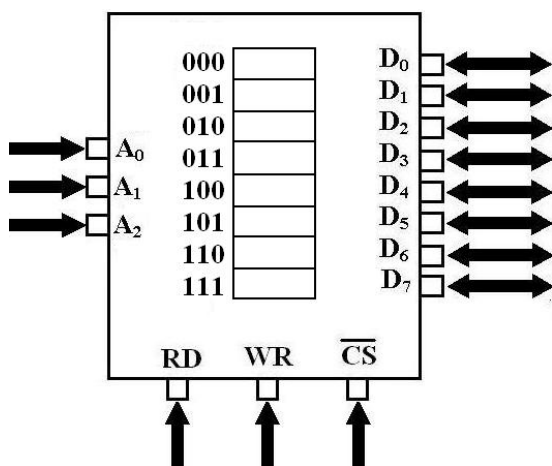 000
001
010
011
100
101
110
111
A₀
A₁
A₂
D₀
D₁
D₂
D₃
D₄
D₅
D₆
D₇
RD WR C̅S̅